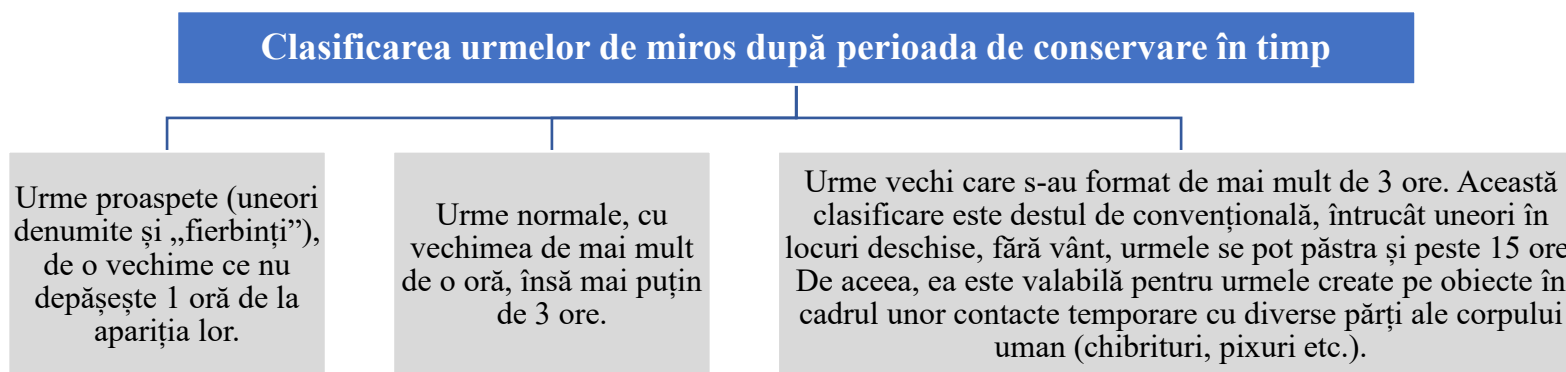 Clasificarea urmelor de miros după perioada de conservare în timp
Urme proaspete (uneori
denumite și „fierbinți”),
de o vechime ce nu
depășește 1 oră de la
apariția lor.
Urme normale, cu
vechimea de mai mult
de o oră, însă mai puțin
de 3 ore.
Urme vechi care s-au format de mai mult de 3 ore. Această
clasificare este destul de convențională, întrucât uneori în
locuri deschise, fără vânt, urmele se pot păstra și peste 15 ore
De aceea, ea este valabilă pentru urmele create pe obiecte în
cadrul unor contacte temporare cu diverse părți ale corpului
uman (chibrituri, pixuri etc.).